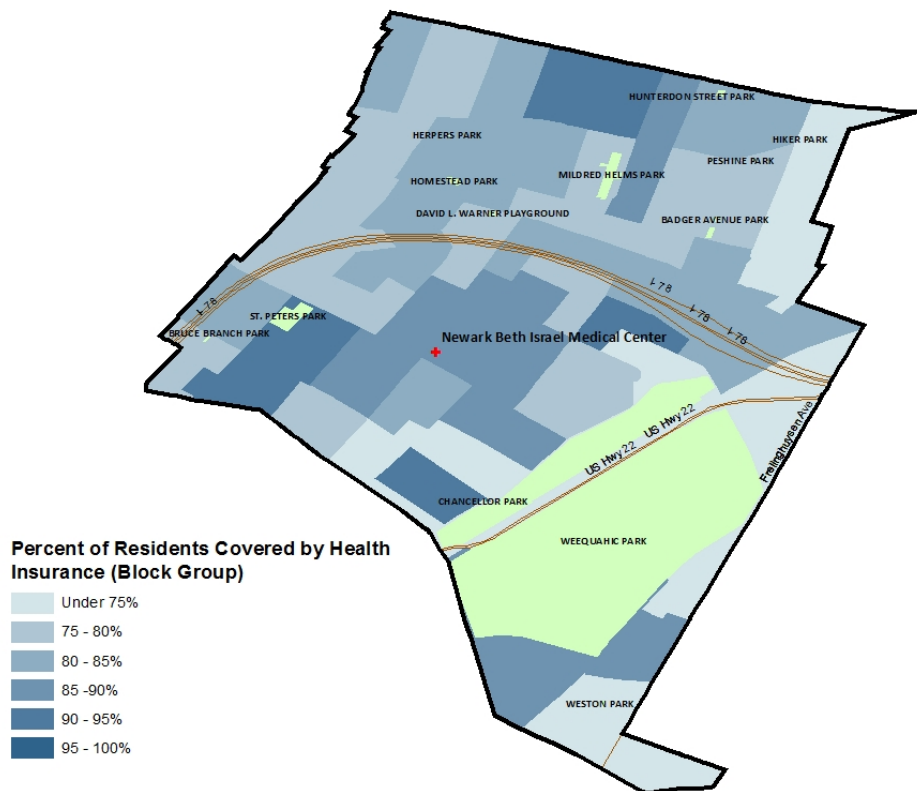 HUNTERDON STREET PARK
HERPERS PARK
HIKER PARK
PESHINE PARK
MILDRED HELMS PARK
HOMESTEAD PARK
DAVID L. WARNER PLAYGROUND
BADGER AVENUE PARK
I-78
I-78
I-78
I-78
ST. PETERS PARK
BRUCE BRANCH PARK
Newark Beth Israel Medical Center
US Hwy 22
US Hwy 22
Frelinghuysen Ave
CHANCELLOR PARK
WEEQUAHIC PARK
WESTON PARK
Percent of Residents Covered by Health
Insurance (Block Group)
Under 75%
75 - 80%
80 - 85%
85 -90%
90 - 95%
95 - 100%